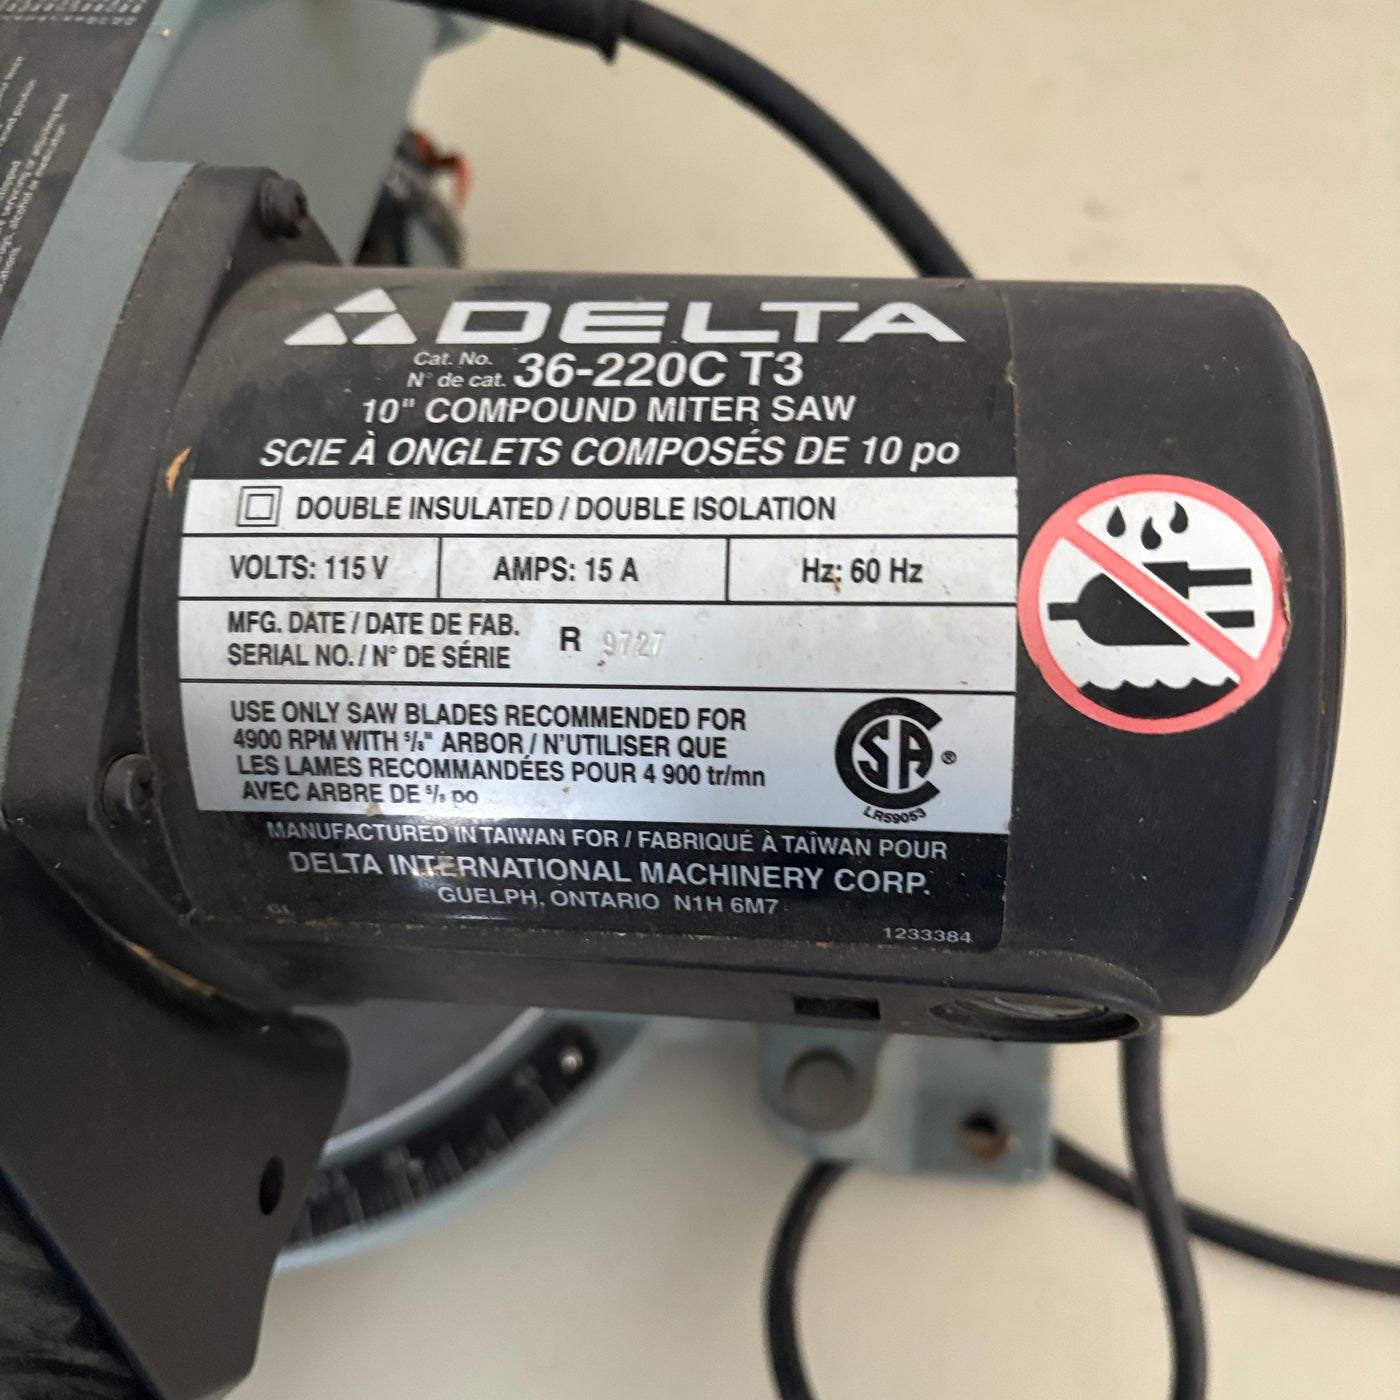 DELTA
Cat. No.
N° de cat. 36-220C T3
10" COMPOUND MITER SAW
SCIE À ONGLETS COMPOSÉS DE 10 po
DOUBLE INSULATED / DOUBLE ISOLATION
VOLTS: 115 V AMPS: 15 A Hz: 60 Hz
MFG. DATE / DATE DE FAB.
SERIAL NO. / N° DE SÉRIE R 9727
USE ONLY SAW BLADES RECOMMENDED FOR
4900 RPM WITH 5/8" ARBOR / N'UTILISER QUE
LES LAMES RECOMMANDÉES POUR 4 900 tr/mn
AVEC ARBRE DE 5/8 po
CSA ®
LR59053
MANUFACTURED IN TAIWAN FOR / FABRIQUÉ À TAÏWAN POUR
DELTA INTERNATIONAL MACHINERY CORP.
GUELPH, ONTARIO N1H 6M7
1233384